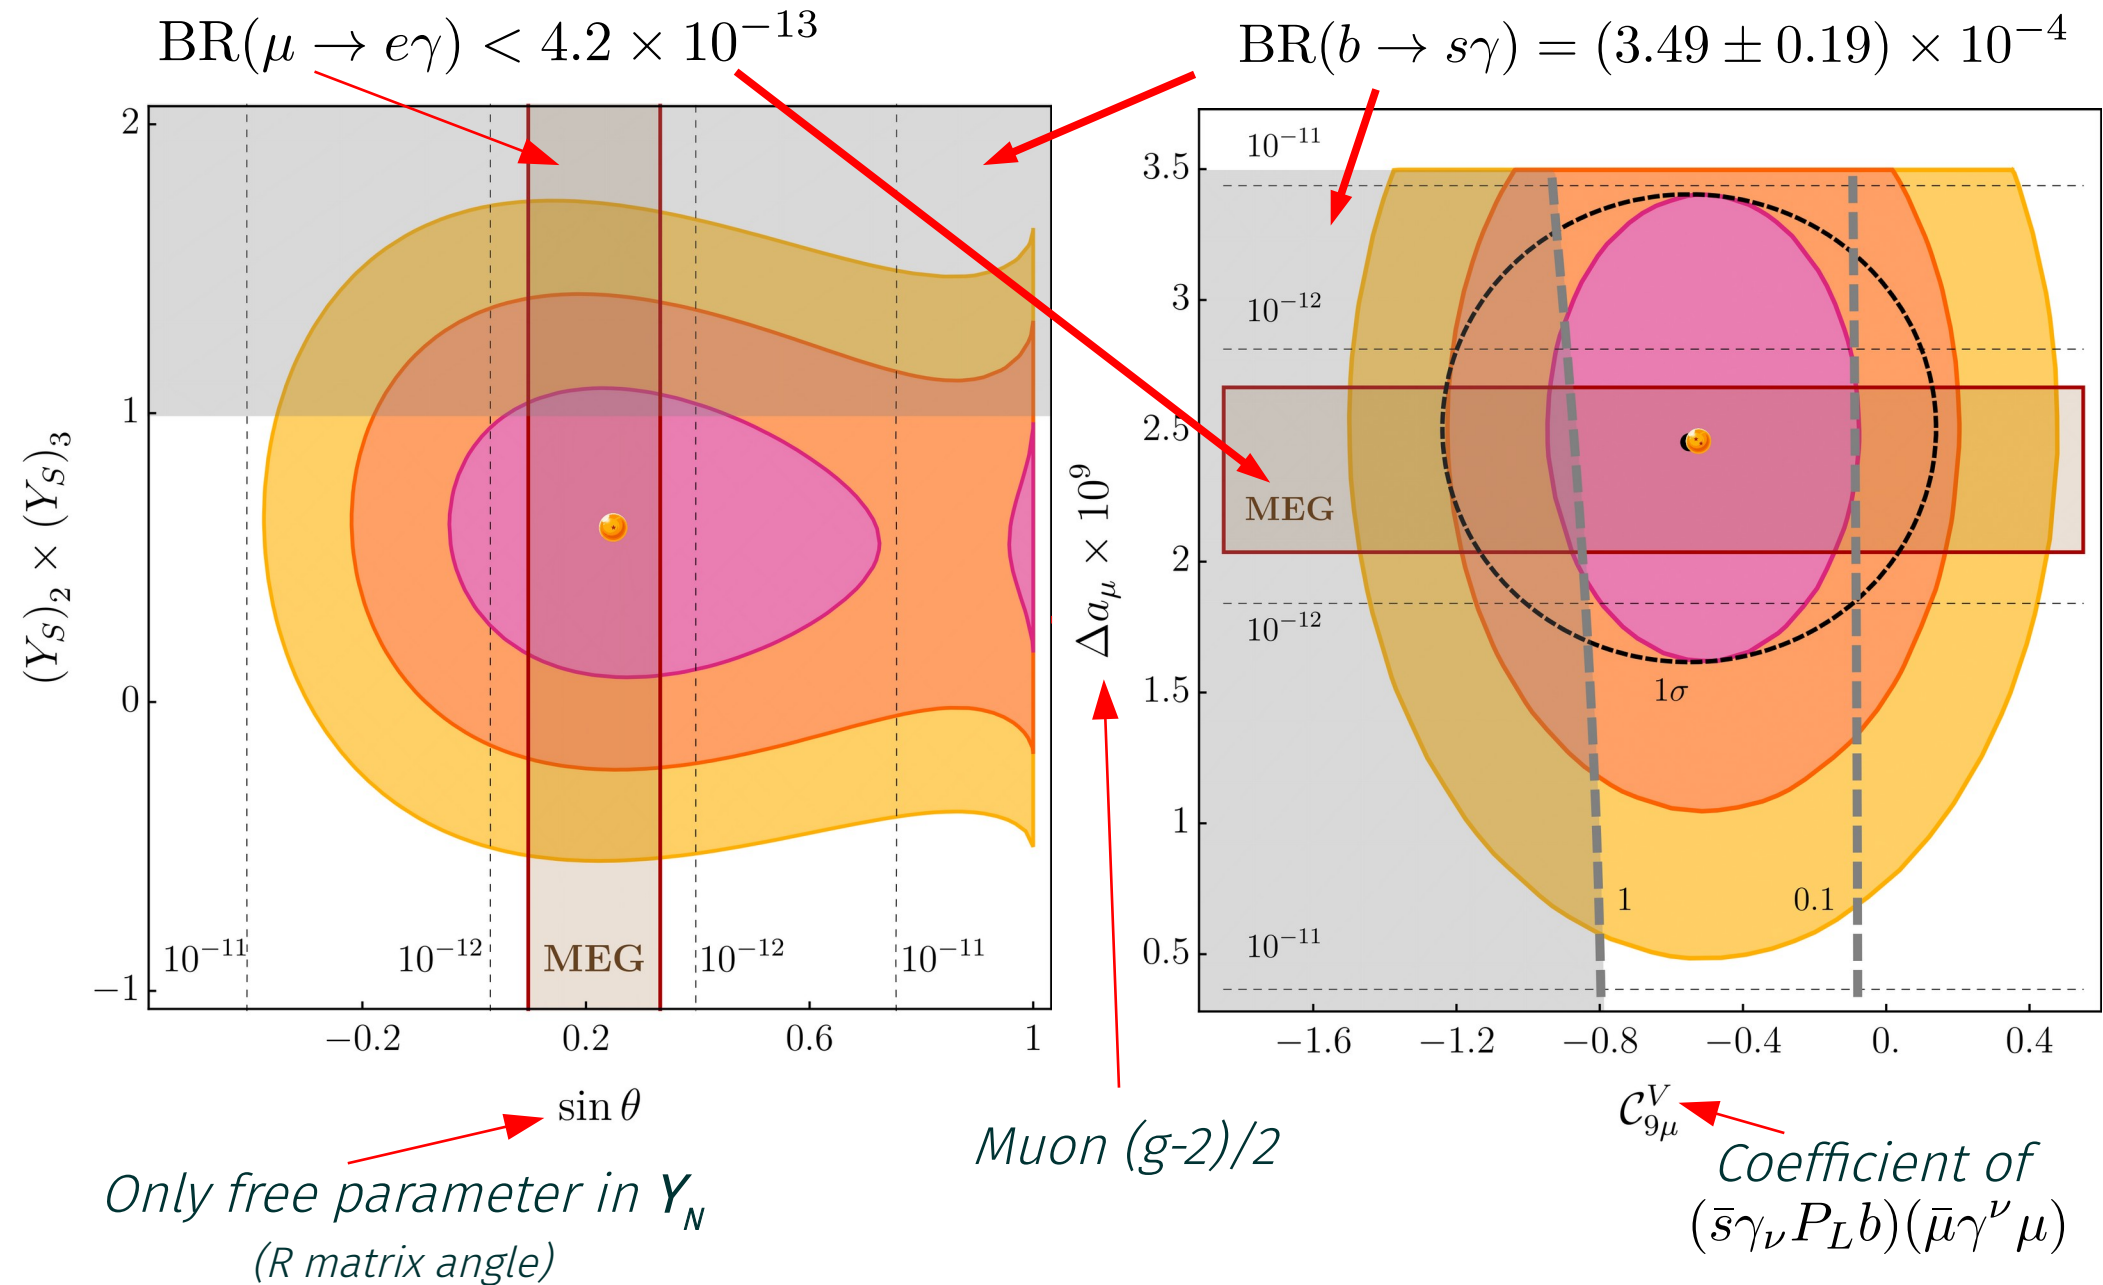 BR(μ → eγ) < 4.2 × 10⁻¹³
BR(b → sγ) = (3.49 ± 0.19) × 10⁻⁴
2
1
0
−1
(Y_S)₂ × (Y_S)₃
10⁻¹¹
10⁻¹²
MEG
10⁻¹²
10⁻¹¹
−0.2
0.2
0.6
1
sin θ
Only free parameter in Y_N
(R matrix angle)
Δa_μ × 10⁹
Muon (g-2)/2
3.5
3
2.5
2
1.5
1
0.5
10⁻¹¹
10⁻¹²
MEG
10⁻¹²
1σ
1
0.1
10⁻¹¹
−1.6
−1.2
−0.8
−0.4
0.
0.4
𝒞^V_9μ
Coefficient of
(s̄γ_νP_Lb)(μ̄γ^νμ)